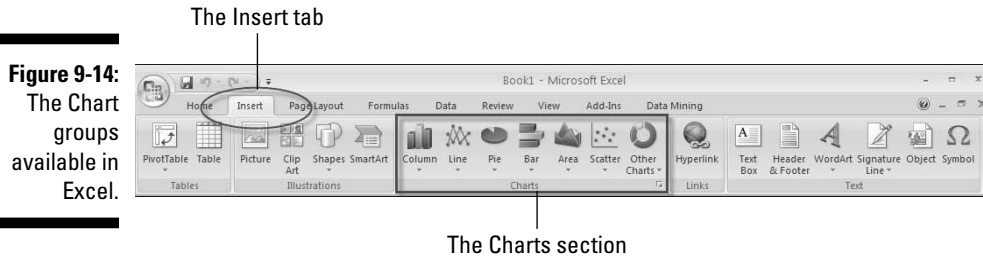 The Insert tab
Figure 9-14:
The Chart
groups
available in
Excel.
Book1 - Microsoft Excel
Home Insert Page Layout Formulas Data Review View Add-Ins Data Mining
PivotTable Table Picture Clip Art Shapes SmartArt Column Line Pie Bar Area Scatter Other Charts Hyperlink Text Box Header & Footer WordArt Signature Line Object Symbol
Tables Illustrations Charts Links Text
The Charts section